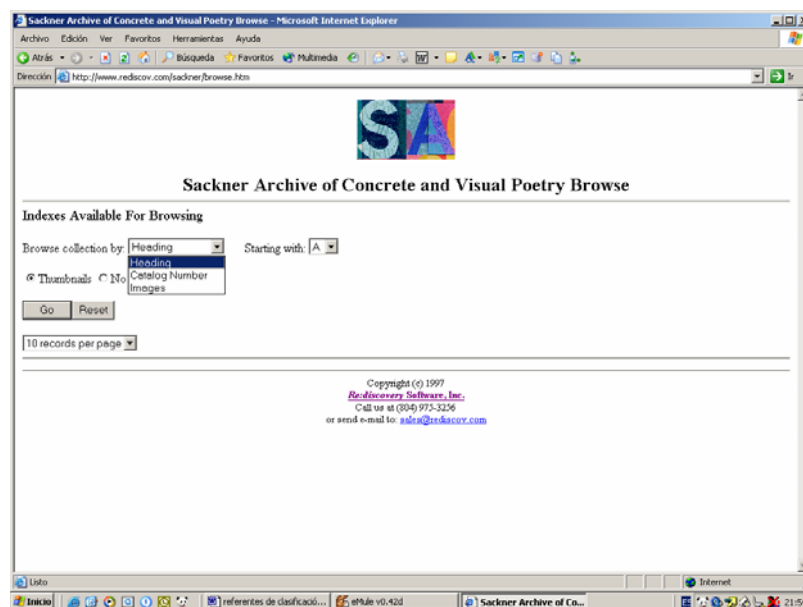 Sackner Archive of Concrete and Visual Poetry Browse - Microsoft Internet Explorer
Archivo Edición Ver Favoritos Herramientas Ayuda
Atrás Búsqueda Favoritos Multimedia
Dirección http://www.rediscov.com/sackner/browse.htm Ir
SA
Sackner Archive of Concrete and Visual Poetry Browse
Indexes Available For Browsing
Browse collection by: Heading Starting with: A
Heading
Thumbnails No Catalog Number
Images
Go Reset
10 records per page
Copyright (c) 1997
Re:discovery Software, Inc.
Call us at (804) 975-3256
or send e-mail to: sales@rediscov.com
Listo Internet
Inicio referentes de clasificació... eMule v0.42d Sackner Archive of Co... ES